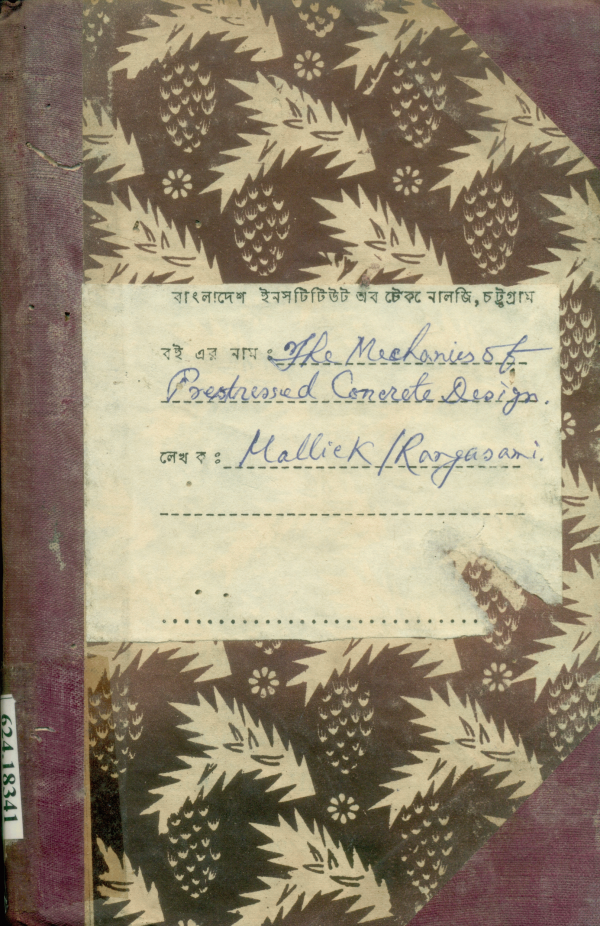 বাংলাদেশ ইনসটিটিউট অব টেকনোলজি, চট্টগ্রাম
বই এর নাম : The Mechanics of
Prestressed Concrete Design.
লেখক : Mallick / Rangasami.
624.18341